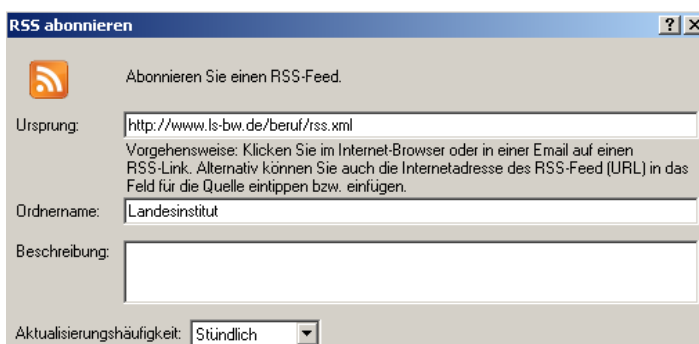 RSS abonnieren
Abonnieren Sie einen RSS-Feed.
Ursprung: http://www.ls-bw.de/beruf/rss.xml
Vorgehensweise: Klicken Sie im Internet-Browser oder in einer Email auf einen
RSS-Link. Alternativ können Sie auch die Internetadresse des RSS-Feed (URL) in das
Feld für die Quelle eintippen bzw. einfügen.
Ordnername: Landesinstitut
Beschreibung:
Aktualisierungshäufigkeit: Stündlich